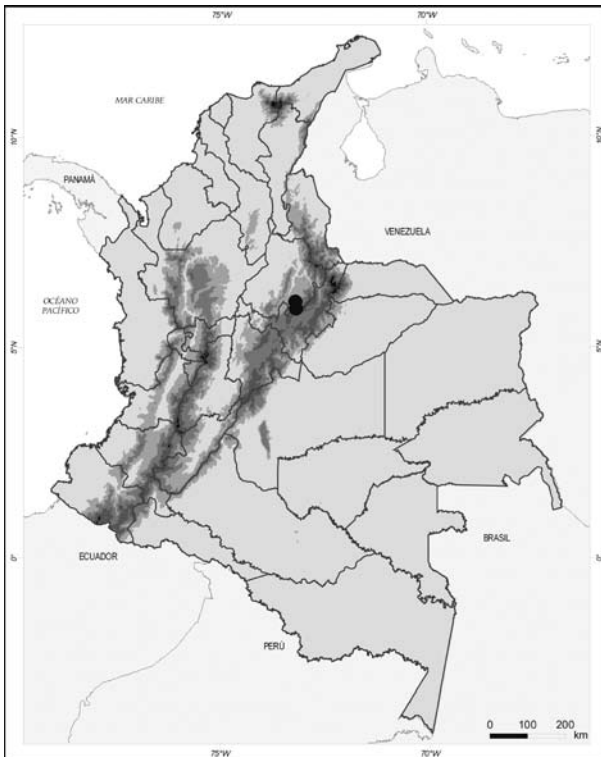 75°W 70°W
MAR CARIBE
10°N 10°N
PANAMÁ
VENEZUELA
OCÉANO
PACÍFICO
5°N 5°N
0° 0°
ECUADOR
BRASIL
PERÚ
0 100 200
km
75°W 70°W